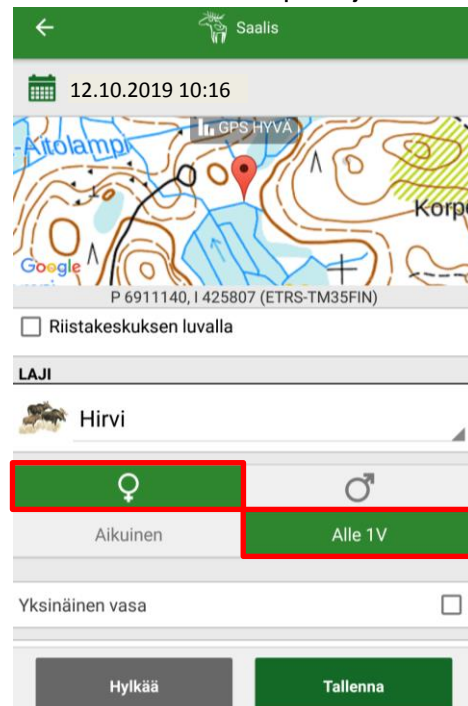 Saalis
12.10.2019 10:16
GPS HYVÄ
-Aitolampi
Korpe
Google
P 6911140, I 425807 (ETRS-TM35FIN)
Riistakeskuksen luvalla
LAJI
Hirvi
♀ ♂
Aikuinen Alle 1V
Yksinäinen vasa
Hylkää Tallenna